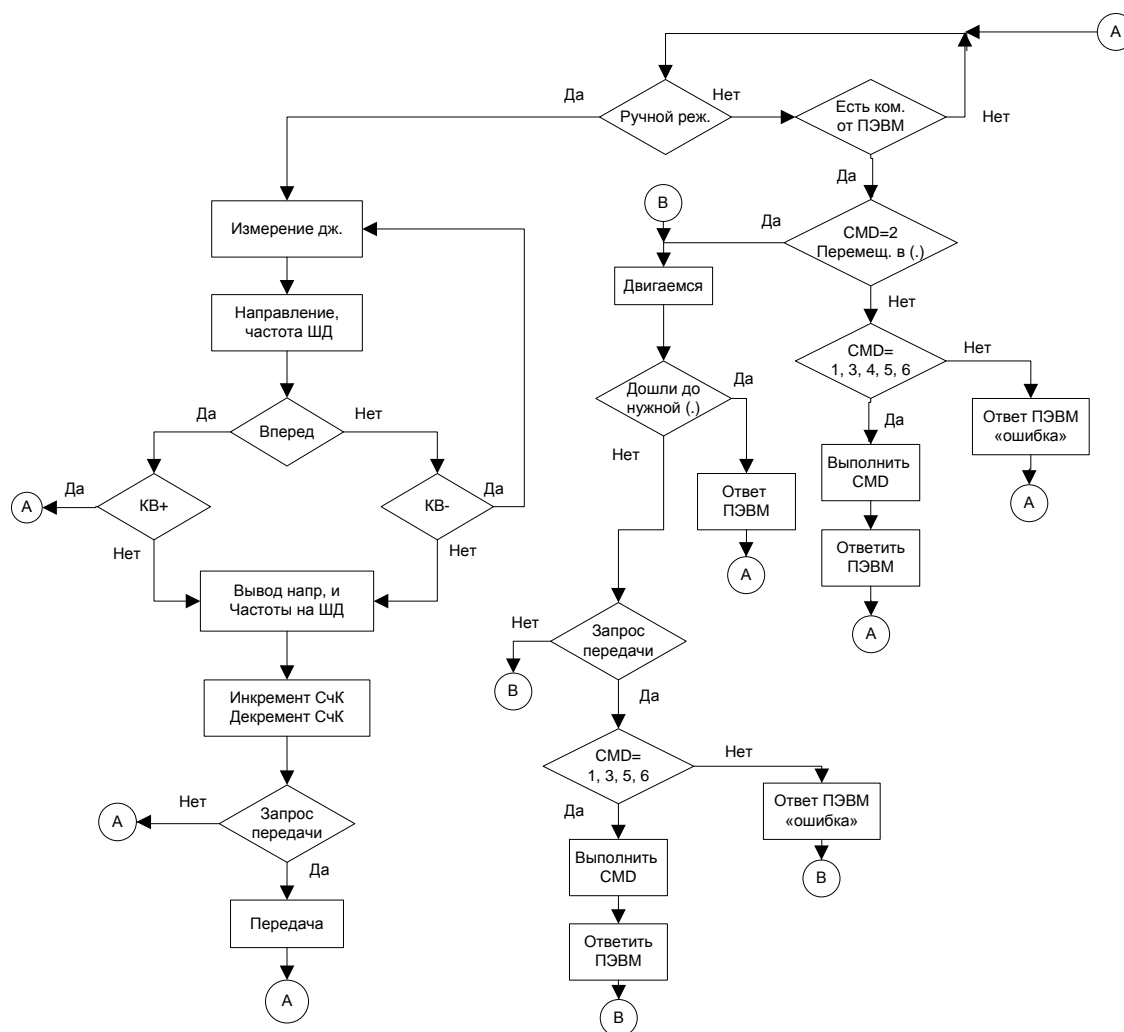 A
Да
Нет
Ручной реж.
Есть ком.
от ПЭВМ
Нет
Да
B
Да
CMD=2
Перемещ. в (.)
Измерение дж.
Двигаемся
Нет
Направление,
частота ШД
CMD=
1, 3, 4, 5, 6
Нет
Дошли до
нужной (.)
Да
Да
Нет
Вперед
Ответ ПЭВМ
«ошибка»
Да
Нет
Выполнить
CMD
Да
КВ+
КВ-
Да
A
Ответ
ПЭВМ
A
Нет
Нет
Ответить
ПЭВМ
A
Вывод напр, и
Частоты на ШД
A
Нет
Запрос
передачи
B
Да
Инкремент СчК
Декремент СчК
CMD=
1, 3, 5, 6
Нет
Нет
A
Запрос
передачи
Да
Ответ ПЭВМ
«ошибка»
Выполнить
CMD
B
Да
Передача
Ответить
ПЭВМ
A
B